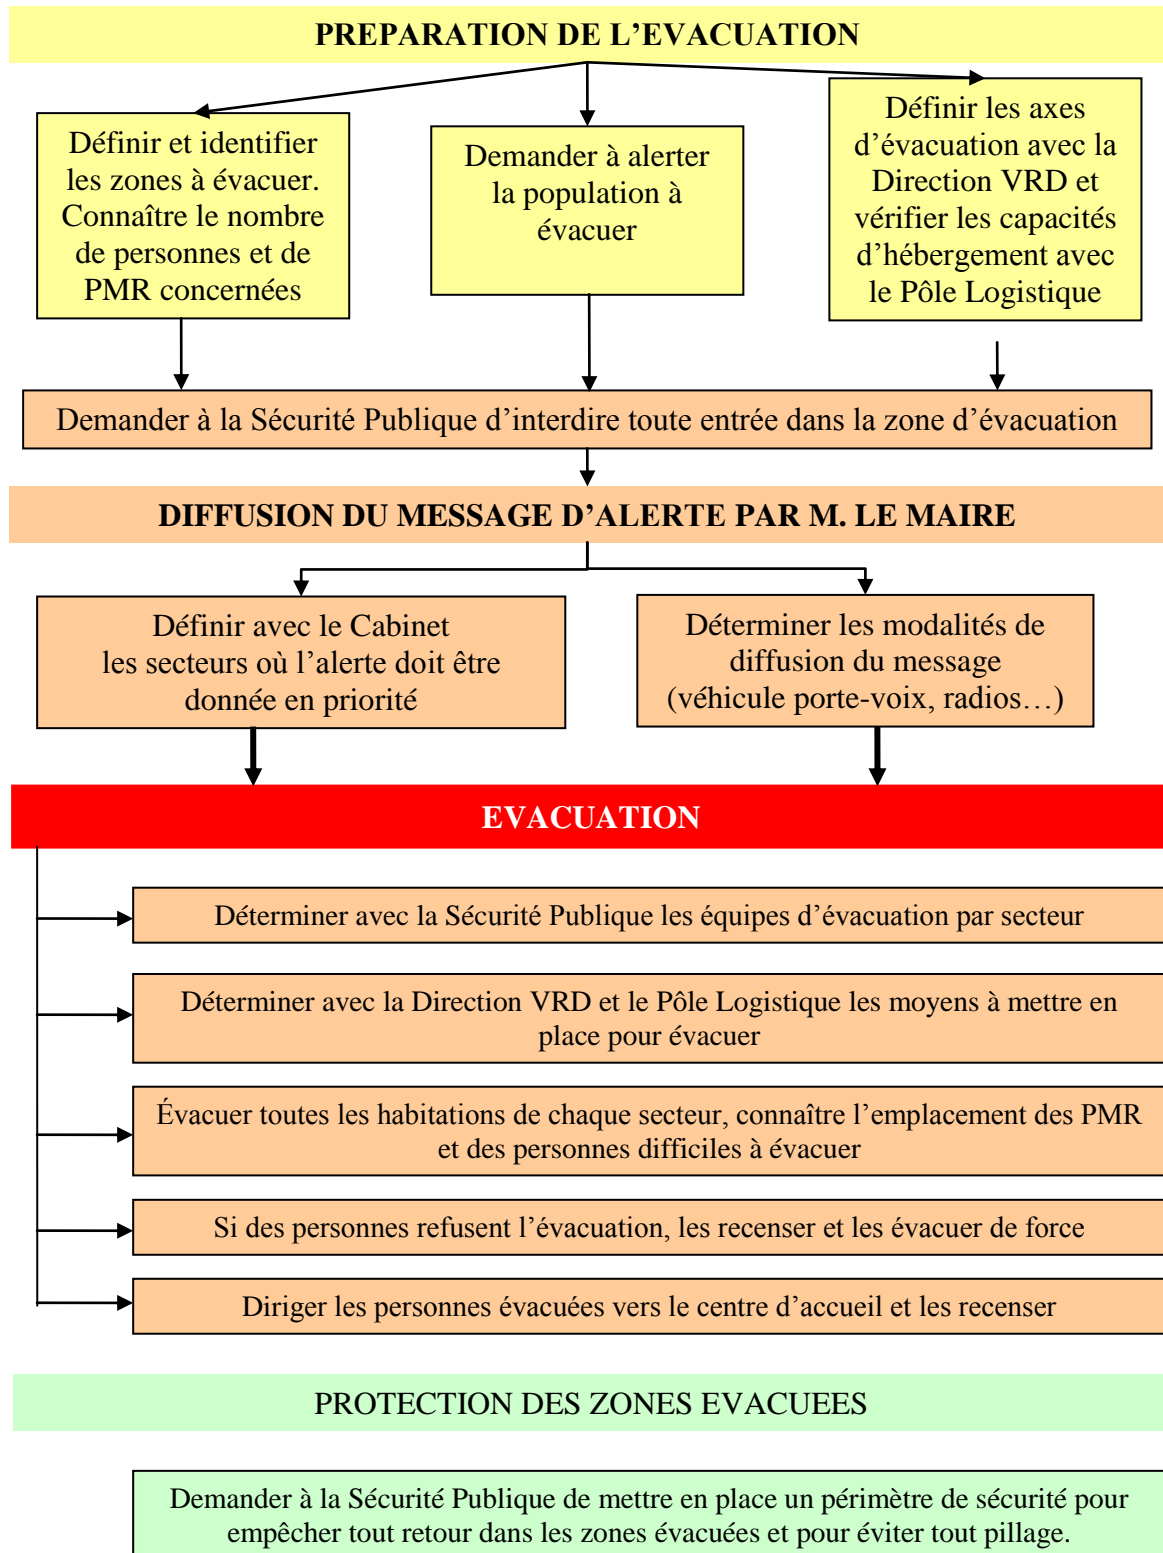 PREPARATION DE L’EVACUATION
Définir et identifier
les zones à évacuer.
Connaître le nombre
de personnes et de
PMR concernées
Demander à alerter
la population à
évacuer
Définir les axes
d’évacuation avec la
Direction VRD et
vérifier les capacités
d’hébergement avec
le Pôle Logistique
Demander à la Sécurité Publique d’interdire toute entrée dans la zone d’évacuation
DIFFUSION DU MESSAGE D’ALERTE PAR M. LE MAIRE
Définir avec le Cabinet
les secteurs où l’alerte doit être
donnée en priorité
Déterminer les modalités de
diffusion du message
(véhicule porte-voix, radios…)
EVACUATION
Déterminer avec la Sécurité Publique les équipes d’évacuation par secteur
Déterminer avec la Direction VRD et le Pôle Logistique les moyens à mettre en
place pour évacuer
Évacuer toutes les habitations de chaque secteur, connaître l’emplacement des PMR
et des personnes difficiles à évacuer
Si des personnes refusent l’évacuation, les recenser et les évacuer de force
Diriger les personnes évacuées vers le centre d’accueil et les recenser
PROTECTION DES ZONES EVACUEES
Demander à la Sécurité Publique de mettre en place un périmètre de sécurité pour
empêcher tout retour dans les zones évacuées et pour éviter tout pillage.